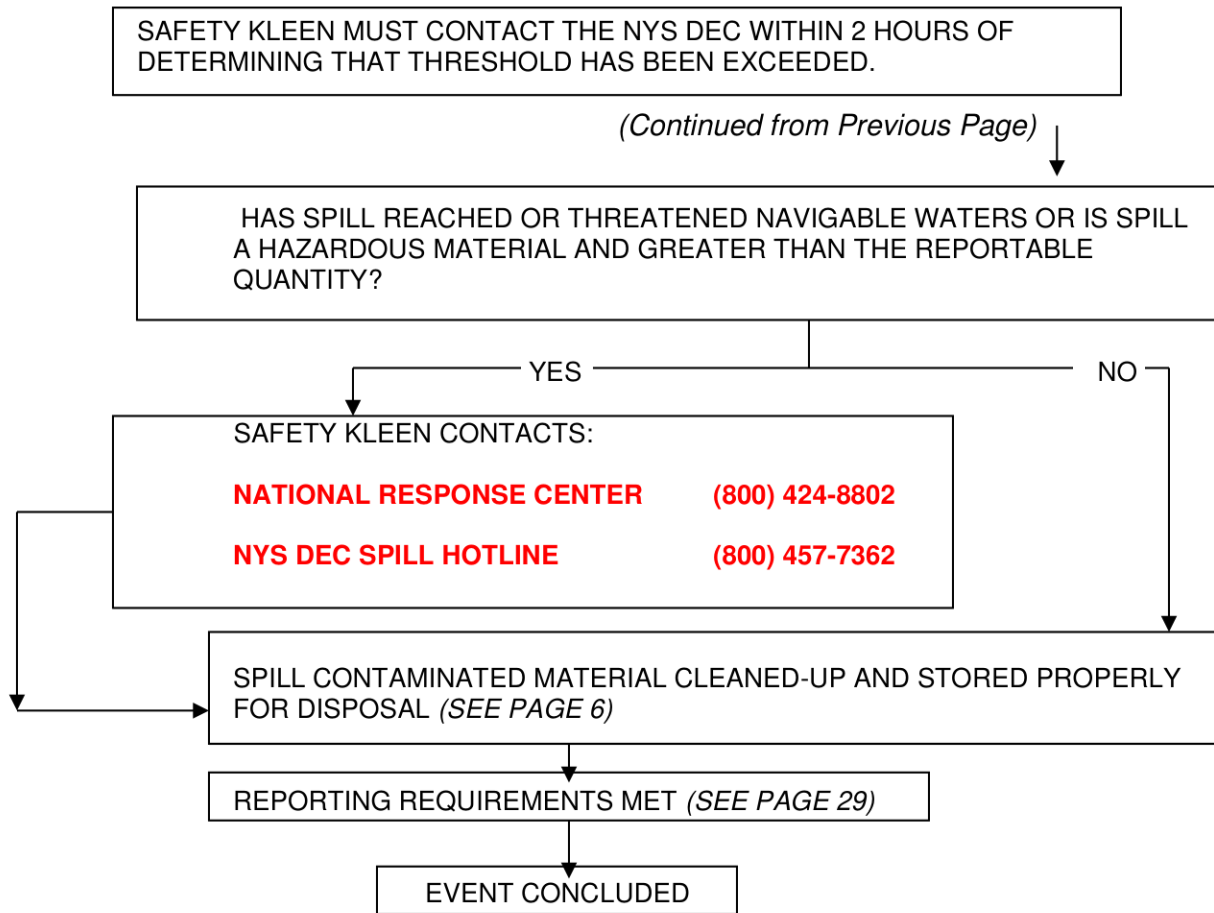 SAFETY KLEEN MUST CONTACT THE NYS DEC WITHIN 2 HOURS OF
DETERMINING THAT THRESHOLD HAS BEEN EXCEEDED.
(Continued from Previous Page)
HAS SPILL REACHED OR THREATENED NAVIGABLE WATERS OR IS SPILL
A HAZARDOUS MATERIAL AND GREATER THAN THE REPORTABLE
QUANTITY?
YES NO
SAFETY KLEEN CONTACTS:
NATIONAL RESPONSE CENTER (800) 424-8802
NYS DEC SPILL HOTLINE (800) 457-7362
SPILL CONTAMINATED MATERIAL CLEANED-UP AND STORED PROPERLY
FOR DISPOSAL (SEE PAGE 6)
REPORTING REQUIREMENTS MET (SEE PAGE 29)
EVENT CONCLUDED